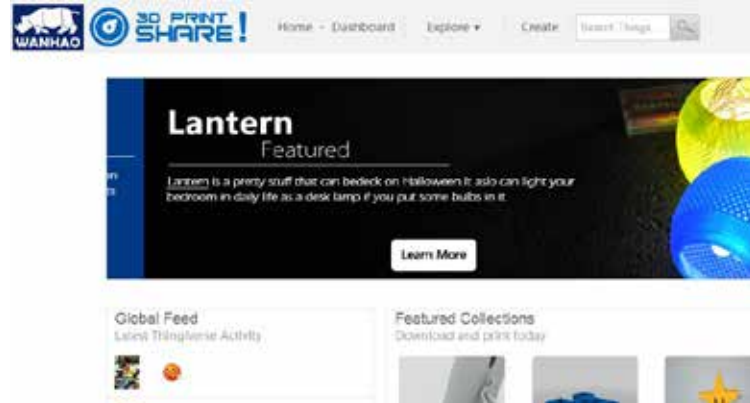 WANHAO
3D PRINT
SHARE!
Home - Dashboard Explore ▾ Create Search Things
Lantern
Featured
Lantern is a prerty stuff that can bedeck on Halloween It aslo can light your
bedroom in daily life as a desk lamp if you put some bulbs in it
Learn More
Global Feed
Featured Collections
Latest Thingiverse Activity
Download and print today